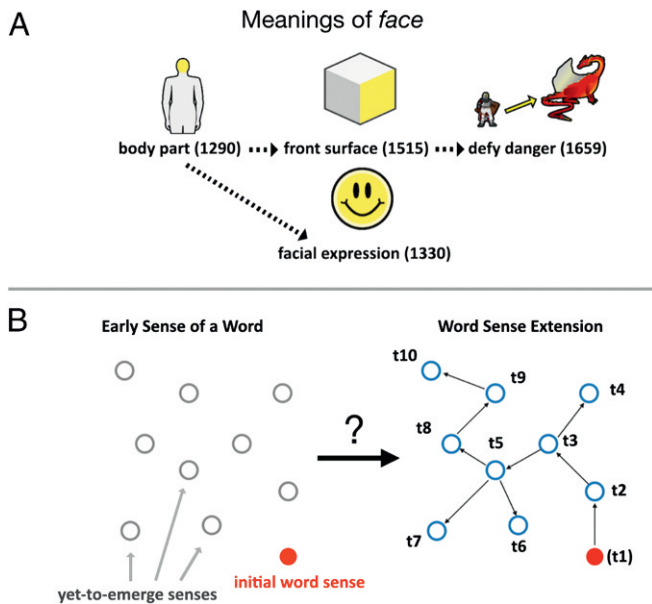 A
Meanings of face
body part (1290)
front surface (1515)
defy danger (1659)
facial expression (1330)
B
Early Sense of a Word
Word Sense Extension
?
t10
t9
t4
t8
t5
t3
t2
t7
t6
(t1)
initial word sense
yet-to-emerge senses